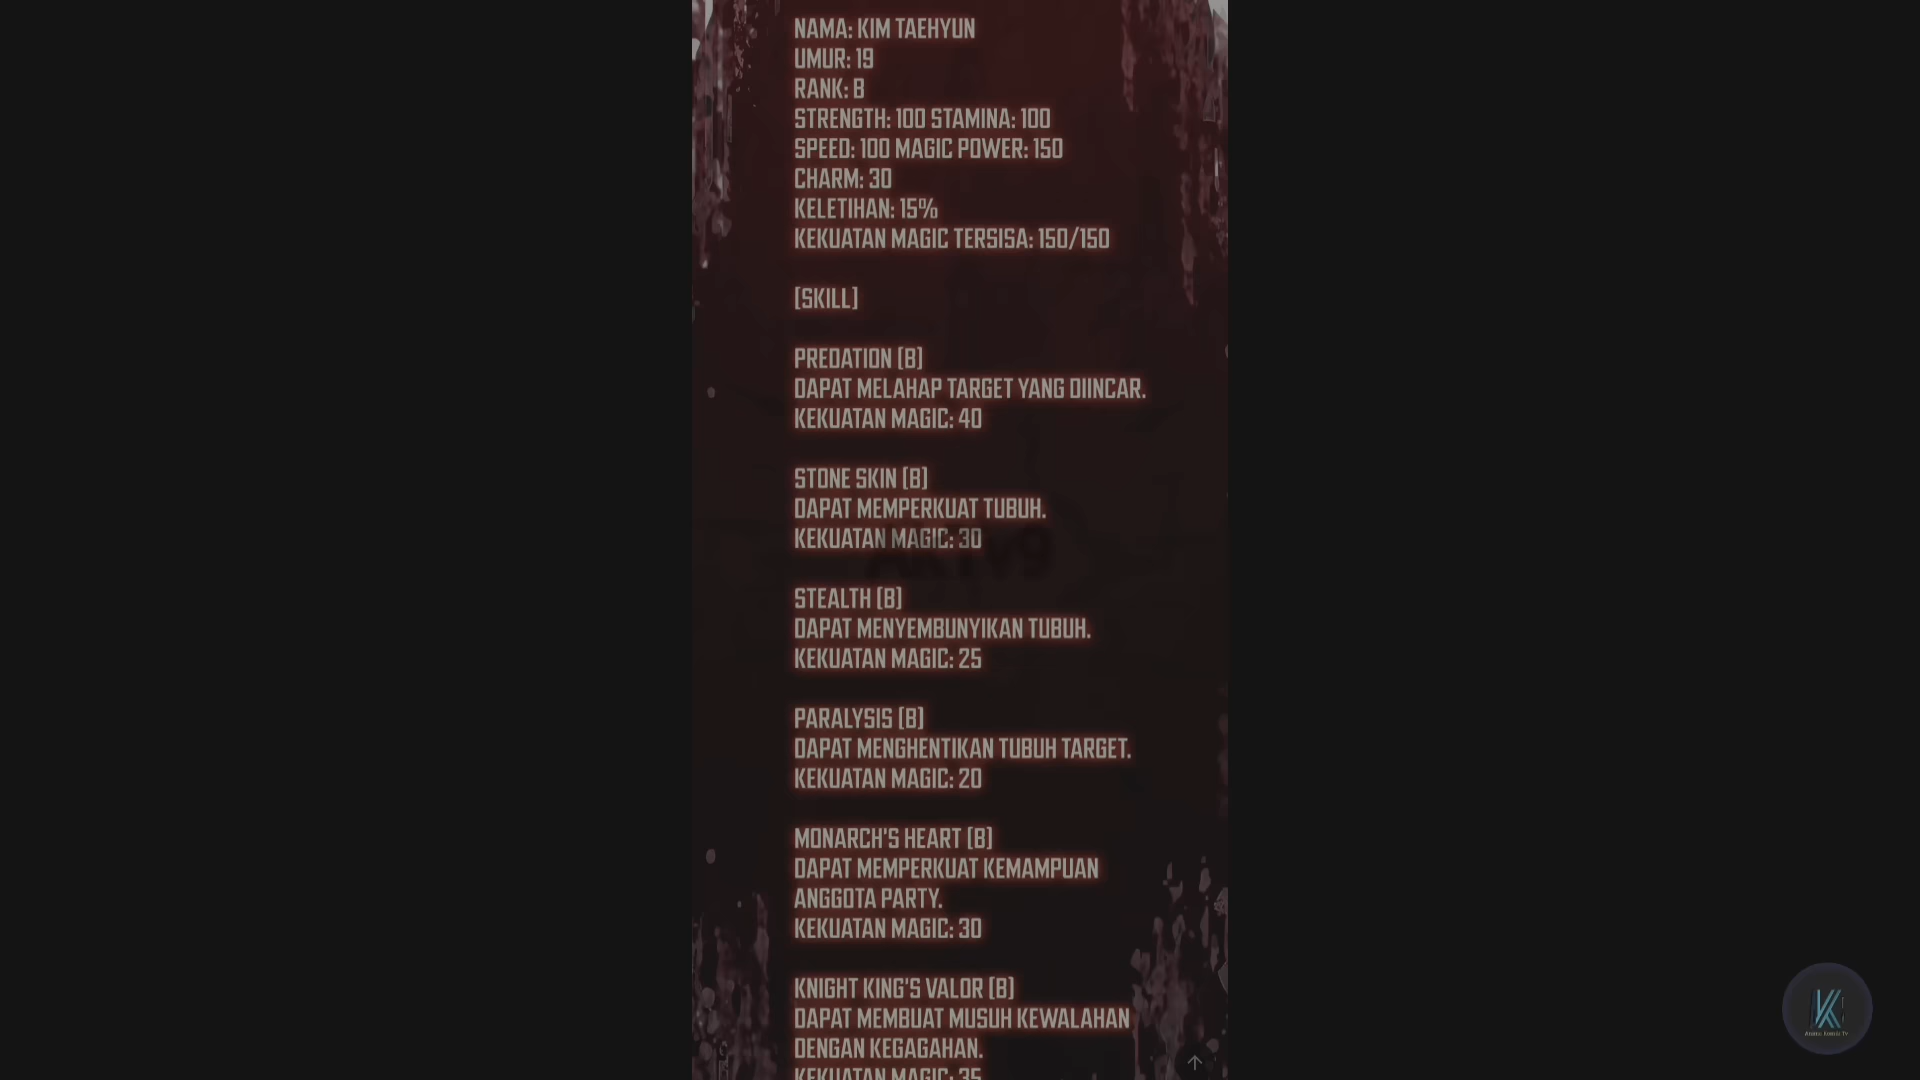 NAMA: KIM TAEHYUN
UMUR: 19
RANK: B
STRENGTH: 100 STAMINA: 100
SPEED: 100 MAGIC POWER: 150
CHARM: 30
KELETIHAN: 15%
KEKUATAN MAGIC TERSISA: 150/150
[SKILL]
PREDATION [B]
DAPAT MELAHAP TARGET YANG DIINCAR.
KEKUATAN MAGIC: 40
STONE SKIN [B]
DAPAT MEMPERKUAT TUBUH.
KEKUATAN MAGIC: 30
STEALTH [B]
DAPAT MENYEMBUNYIKAN TUBUH.
KEKUATAN MAGIC: 25
PARALYSIS [B]
DAPAT MENGHENTIKAN TUBUH TARGET.
KEKUATAN MAGIC: 20
MONARCH'S HEART [B]
DAPAT MEMPERKUAT KEMAMPUAN
ANGGOTA PARTY.
KEKUATAN MAGIC: 30
KNIGHT KING'S VALOR [B]
DAPAT MEMBUAT MUSUH KEWALAHAN
DENGAN KEGAGAHAN.
KEKUATAN MAGIC: 35